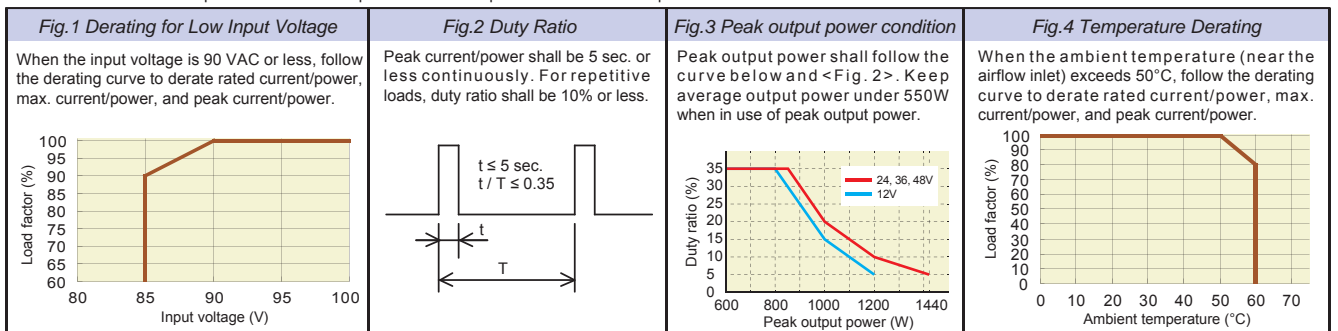 Fig.1 Derating for Low Input Voltage
When the input voltage is 90 VAC or less, follow
the derating curve to derate rated current/power,
max. current/power, and peak current/power.
Load factor (%)
100
95
90
85
80
75
70
65
60
80 85 90 95 100
Input voltage (V)
Fig.2 Duty Ratio
Peak current/power shall be 5 sec. or
less continuously. For repetitive
loads, duty ratio shall be 10% or less.
t ≤ 5 sec.
t / T ≤ 0.35
t
T
Fig.3 Peak output power condition
Peak output power shall follow the
curve below and <Fig. 2>. Keep
average output power under 550W
when in use of peak output power.
Duty ratio (%)
35
30
25
20
15
10
5
0
24, 36, 48V
12V
600 800 1000 1200 1440
Peak output power (W)
Fig.4 Temperature Derating
When the ambient temperature (near the
airflow inlet) exceeds 50°C, follow the derating
curve to derate rated current/power, max.
current/power, and peak current/power.
Load factor (%)
100
90
80
70
60
50
40
30
20
10
0
0 10 20 30 40 50 60 70
Ambient temperature (°C)